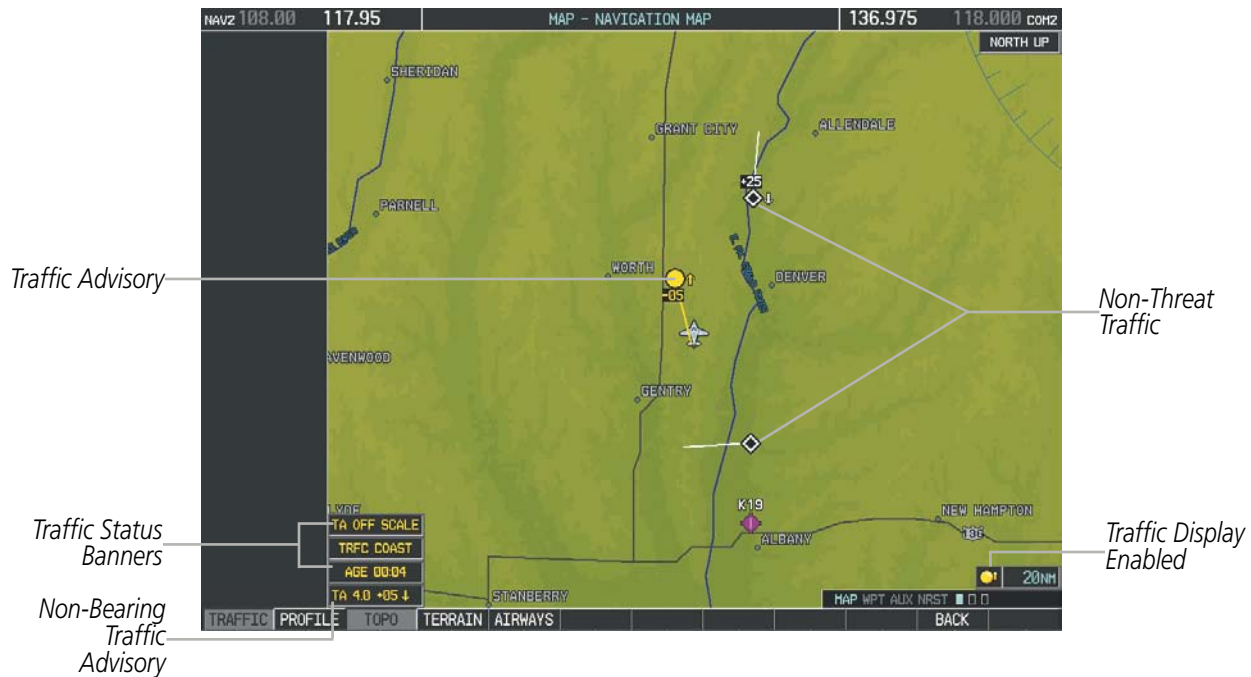 NAV2 108.00 117.95 MAP - NAVIGATION MAP 136.975 118.000 COM2
NORTH UP
SHERIDAN
GRANT CITY
ALLENDALE
+25
PARNELL
Traffic Advisory
WORTH
DENVER
-05
Non-Threat
Traffic
AVENWOOD
GENTRY
K19
NEW HAMPTON
136
ALBANY
Traffic Status
Banners
TA OFF SCALE
TRFC COAST
AGE 00:04
TA 4.0 +05 ↓
Traffic Display
Enabled
20NM
Non-Bearing
Traffic
Advisory
STANBERRY
MAP WPT AUX NRST
TRAFFIC PROFILE TOPO TERRAIN AIRWAYS BACK